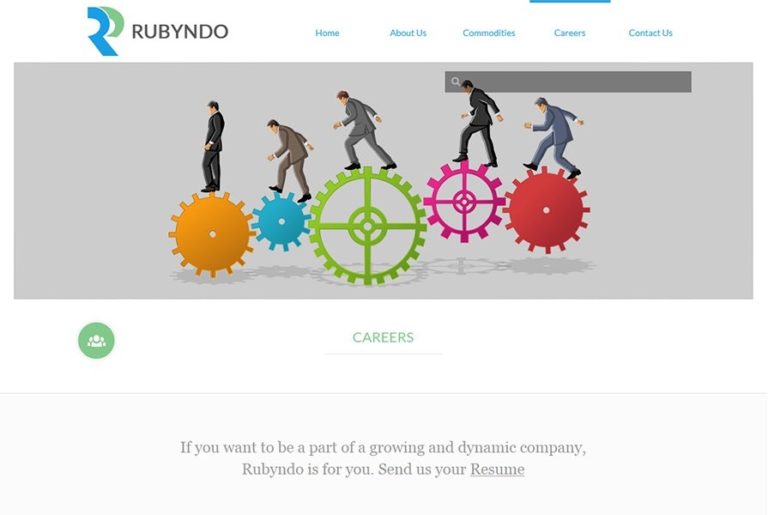 RUBYNDO
Home About Us Commodities Careers Contact Us
CAREERS
If you want to be a part of a growing and dynamic company,
Rubyndo is for you. Send us your Resume